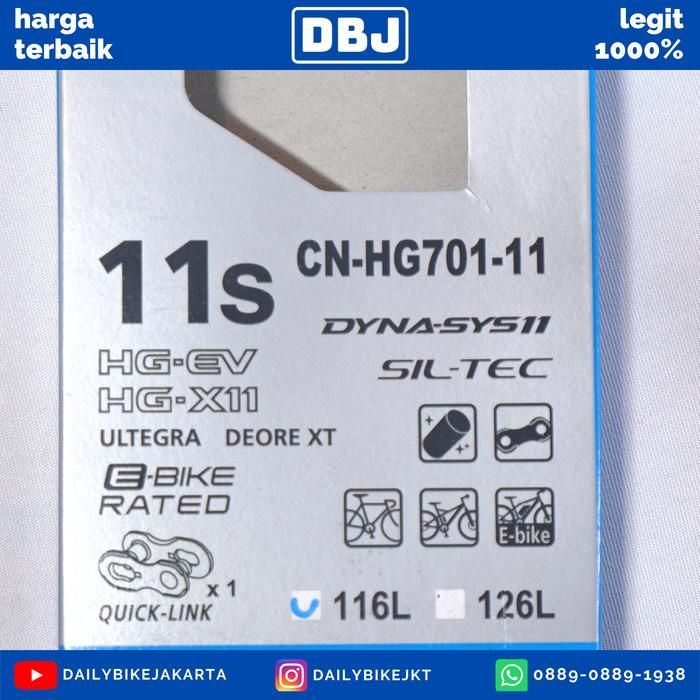 harga
terbaik
DBJ
legit
1000%
11s
CN-HG701-11
DYNA-SYS11
SIL-TEC
HG-EV
HG-X11
ULTEGRA DEORE XT
E-BIKE
RATED
E-bike
x 1
QUICK-LINK
116L 126L
DAILYBIKEJAKARTA
DAILYBIKEJKT
0889-0889-1938